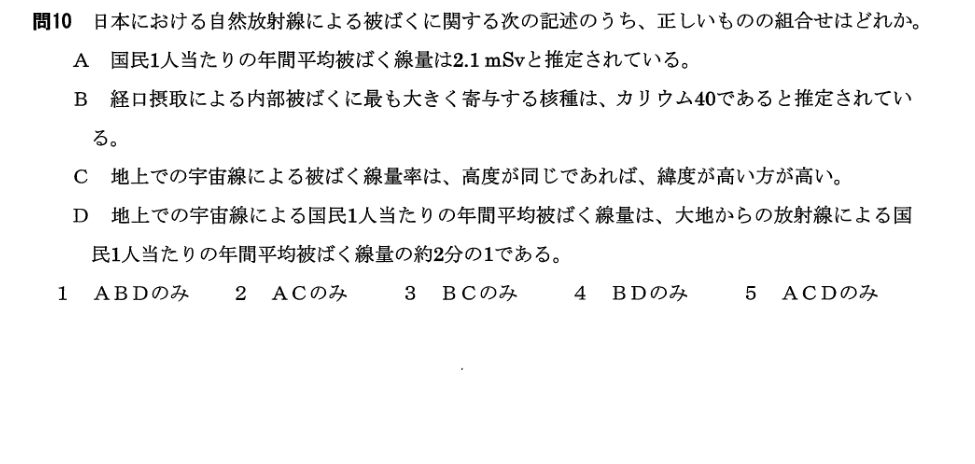 問10　日本における自然放射線による被ばくに関する次の記述のうち、正しいものの組合せはどれか。
A　国民1人当たりの年間平均被ばく線量は2.1 mSvと推定されている。
B　経口摂取による内部被ばくに最も大きく寄与する核種は、カリウム40であると推定されてい
る。
C　地上での宇宙線による被ばく線量率は、高度が同じであれば、緯度が高い方が高い。
D　地上での宇宙線による国民1人当たりの年間平均被ばく線量は、大地からの放射線による国
民1人当たりの年間平均被ばく線量の約2分の1である。
1　ABDのみ　2　ACのみ　3　BCのみ　4　BDのみ　5　ACDのみ